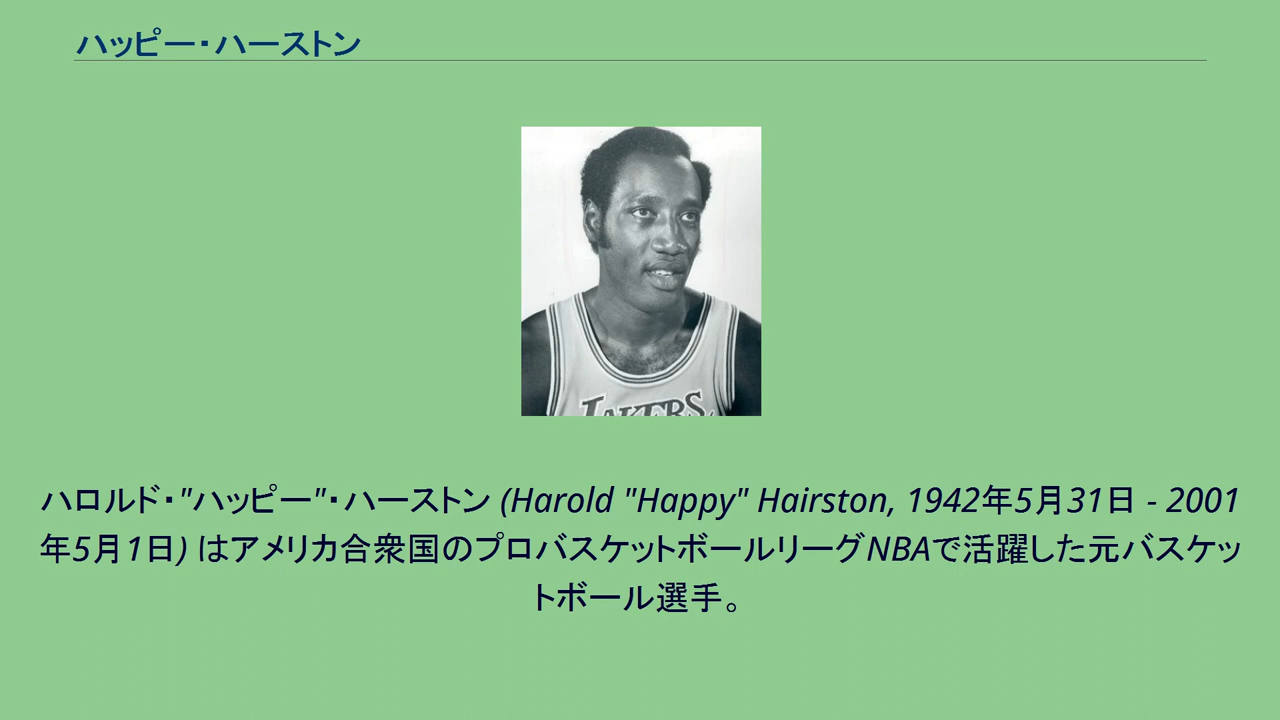 ハッピー・ハーストン
LAKERS
ハロルド・"ハッピー"・ハーストン (Harold "Happy" Hairston, 1942年5月31日 - 2001
年5月1日) はアメリカ合衆国のプロバスケットボールリーグNBAで活躍した元バスケッ
トボール選手。